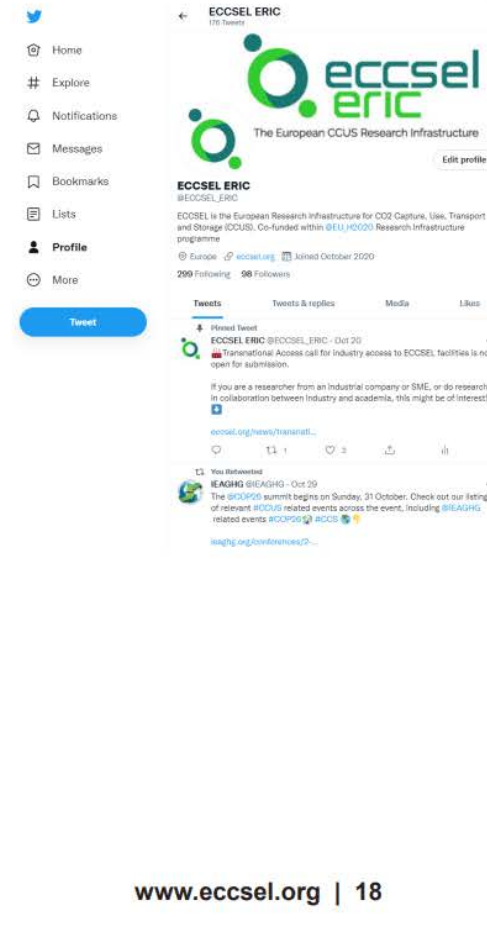 ECCSEL ERIC
176 Tweets
Home
Explore
Notifications
Messages
Bookmarks
Lists
Profile
More
Tweet
eccsel
eric
The European CCUS Research Infrastructure
Edit profile
ECCSEL ERIC
@ECCSEL_ERIC
ECCSEL is the European Research Infrastructure for CO2 Capture, Use, Transport
and Storage (CCUS). Co-funded within @EU_H2020 Research Infrastructure
programme
Europe eccsel.org Joined October 2020
299 Following 98 Followers
Tweets Tweets & replies Media Likes
Pinned Tweet
ECCSEL ERIC @ECCSEL_ERIC · Oct 20
Transnational Access call for industry access to ECCSEL facilities is no
open for submission.
If you are a researcher from an industrial company or SME, or do research
in collaboration between industry and academia, this might be of interest!
eccsel.org/news/transnati...
1 3
You Retweeted
IEAGHG @IEAGHG · Oct 29
The @COP26 summit begins on Sunday, 31 October. Check out our listing
of relevant #CCUS related events across the event, including @IEAGHG
related events #COP26 #CCS
ieaghg.org/conferences/2-...
www.eccsel.org | 18